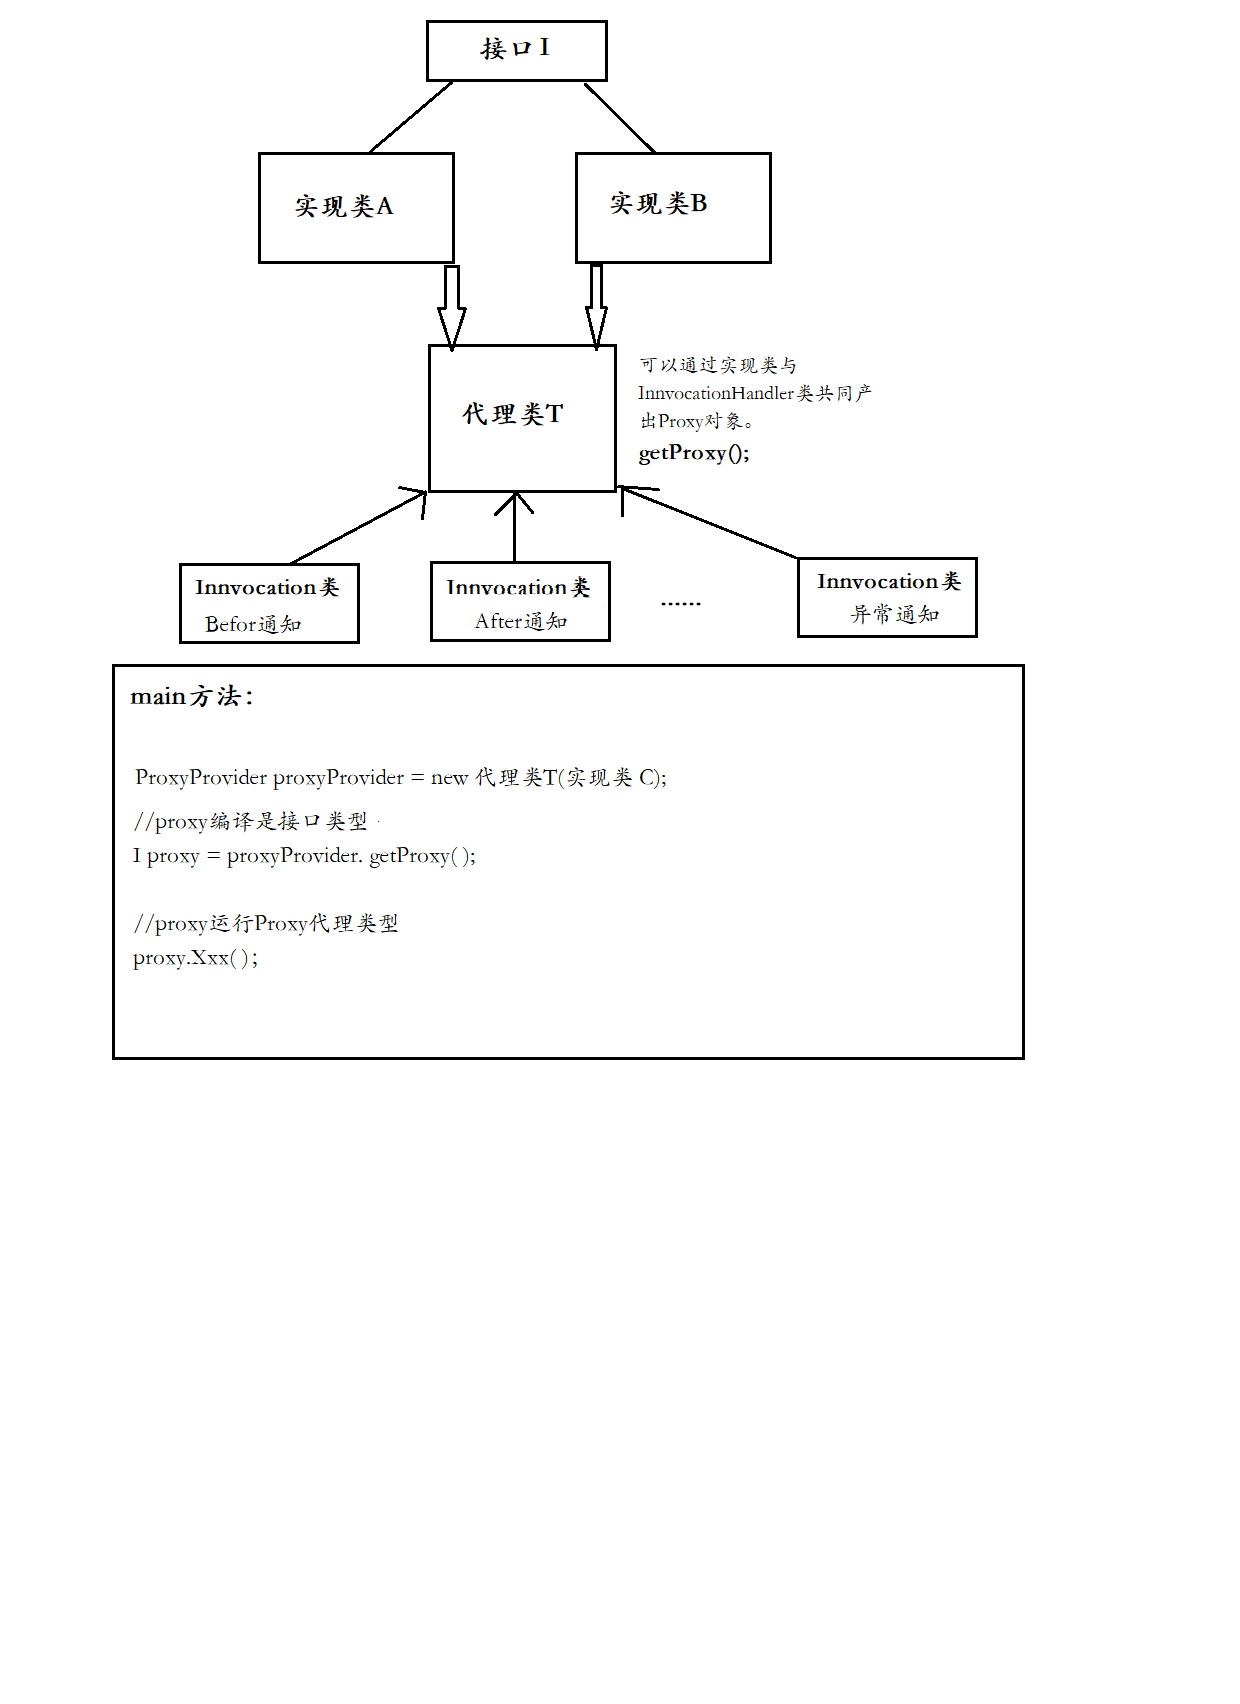 接口 I
实现类A
实现类B
可以通过实现类与
InnvocationHandler类共同产
出Proxy对象。
getProxy();
代理类T
Innvocation类
Befor通知
Innvocation类
After通知
......
Innvocation类
异常通知
main方法：
ProxyProvider proxyProvider = new 代理类T(实现类 C);
//proxy编译是接口类型
I proxy = proxyProvider. getProxy( );
//proxy运行Proxy代理类型
proxy.Xxx( );